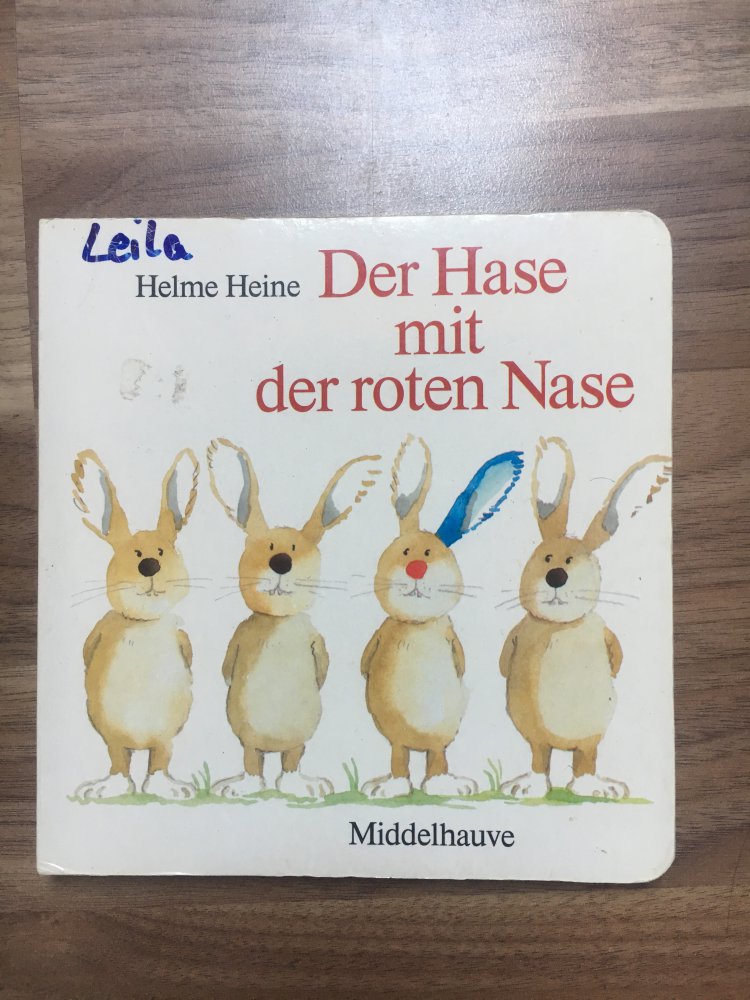 Leila
Helme Heine Der Hase
mit
der roten Nase
Middelhauve